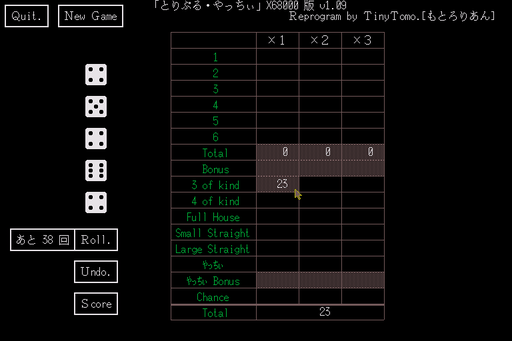 「とりぷる・やっちぃ」X68000 版 v1.09
Reprogram by TinyTomo.[もとろりあん]
Quit.
New Game
×1 ×2 ×3
1
2
3
4
5
6
Total 0 0 0
Bonus
3 of kind 23
4 of kind
Full House
Small Straight
Large Straight
やっちぃ
やっちぃ Bonus
Chance
Total 23
あと 38 回 Roll.
Undo.
Score